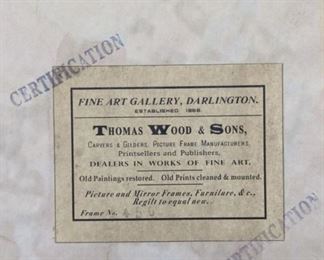 CERTIFICATION
FINE ART GALLERY, DARLINGTON.
ESTABLISHED
THOMAS WOOD & SONS,
CARVERS & GILDERS, PICTURE FRAME MANUFACTURERS,
Printsellers and Publishers,
DEALERS IN WORKS OF FINE ART.
Old Paintings restored. Old Prints cleaned & mounted.
Picture and Mirror Frames, Furniture, &c.,
Regilt to equal new.
Frame No.
CERTIFICATION